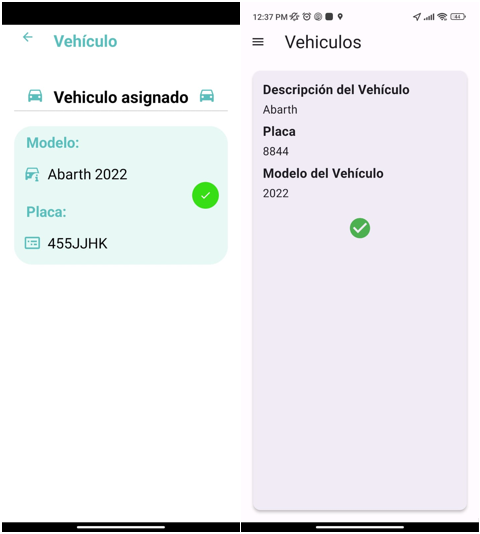 Vehículo
Vehiculo asignado
Modelo:
Abarth 2022
Placa:
455JJHK
12:37 PM
44
Vehiculos
Descripción del Vehículo
Abarth
Placa
8844
Modelo del Vehículo
2022